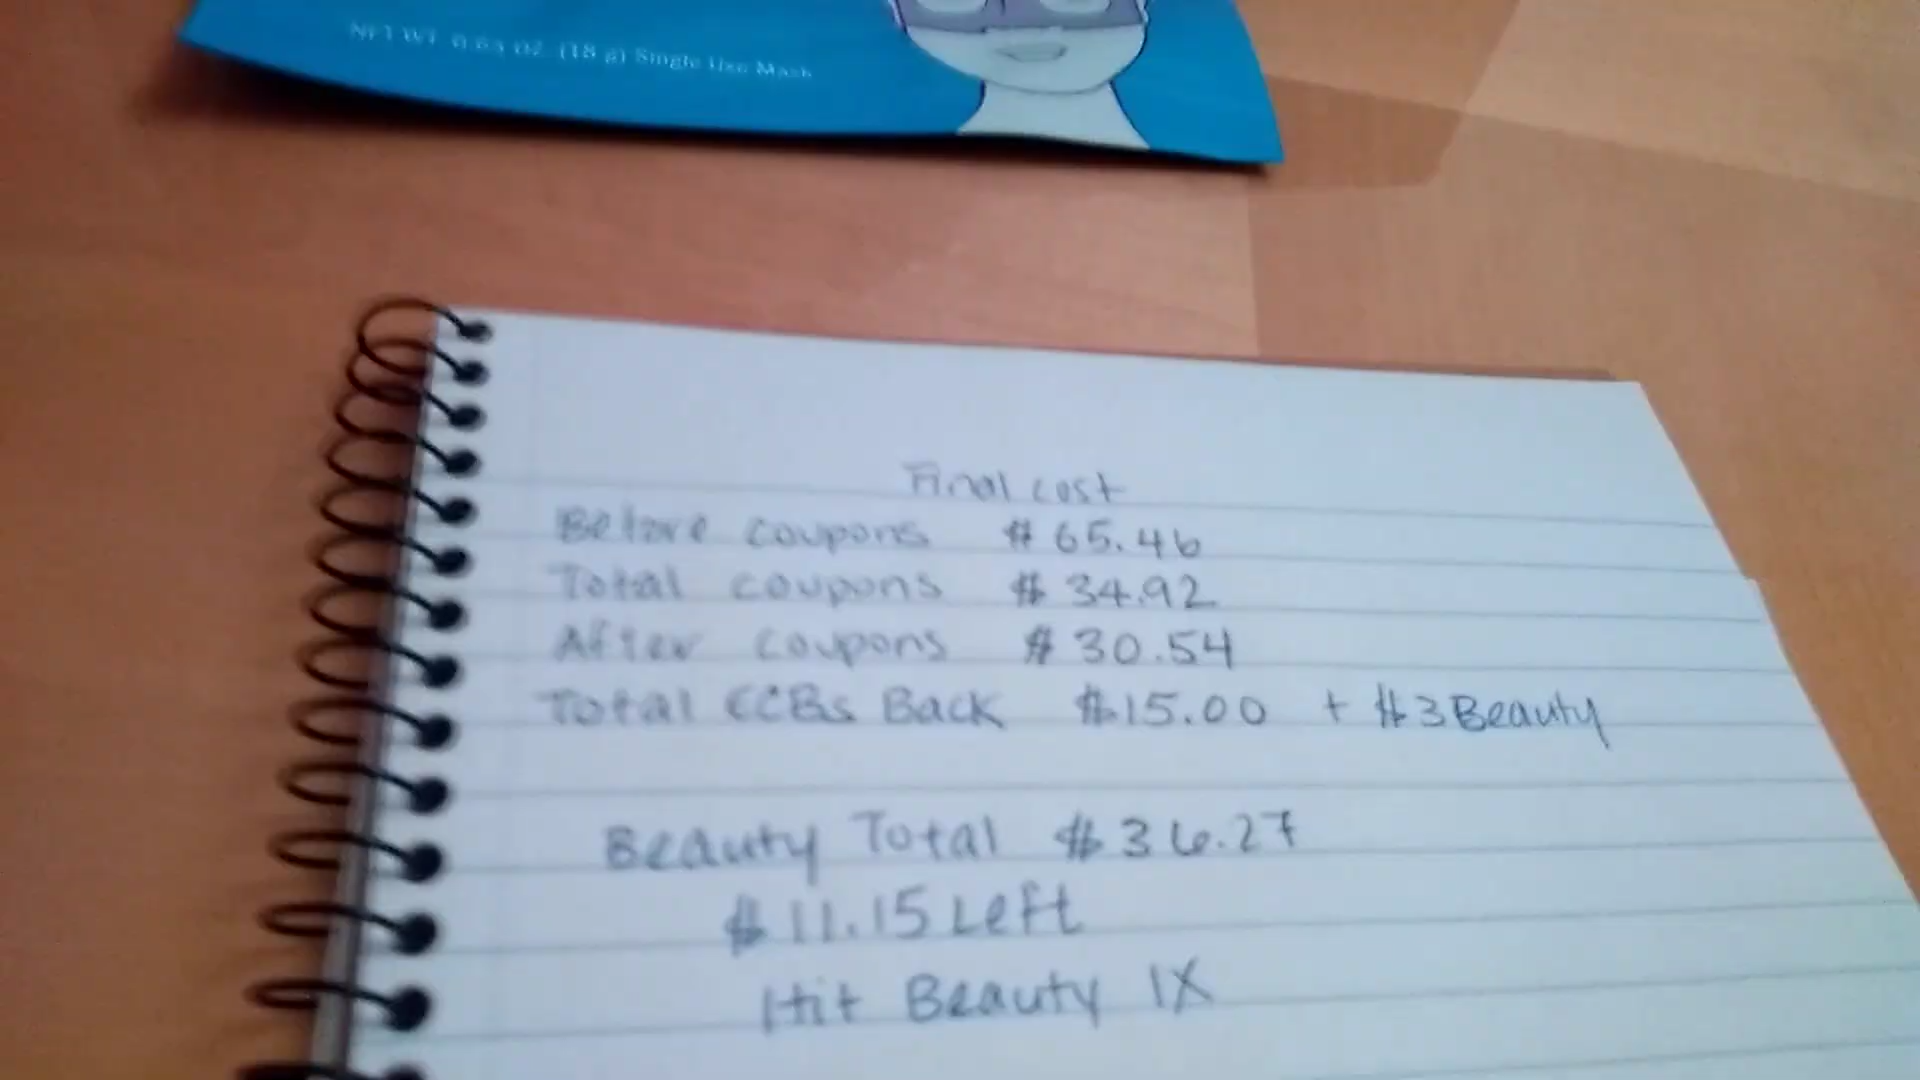 NET WT. 0.63 OZ. (18 g) Single Use Mask
Final cost
Before coupons $65.46
Total coupons $34.92
After coupons $30.54
Total ECBs Back $15.00 + $3 Beauty
Beauty Total $36.27
$11.15 Left
Hit Beauty 1X